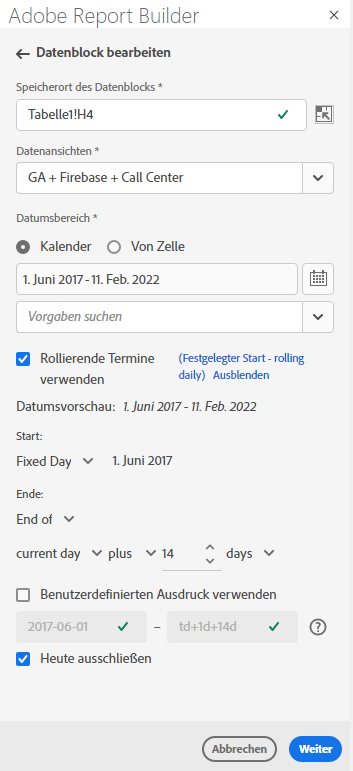 Adobe Report Builder
Datenblock bearbeiten
Speicherort des Datenblocks *
Tabelle1!H4
Datenansichten *
GA + Firebase + Call Center
Datumsbereich *
Kalender Von Zelle
1. Juni 2017 - 11. Feb. 2022
Vorgaben suchen
Rollierende Termine (Festgelegter Start - rolling
verwenden daily) Ausblenden
Datumsvorschau: 1. Juni 2017 - 11. Feb. 2022
Start:
Fixed Day 1. Juni 2017
Ende:
End of
current day plus 14 days
Benutzerdefinierten Ausdruck verwenden
2017-06-01 – td+1d+14d
Heute ausschließen
Abbrechen Weiter